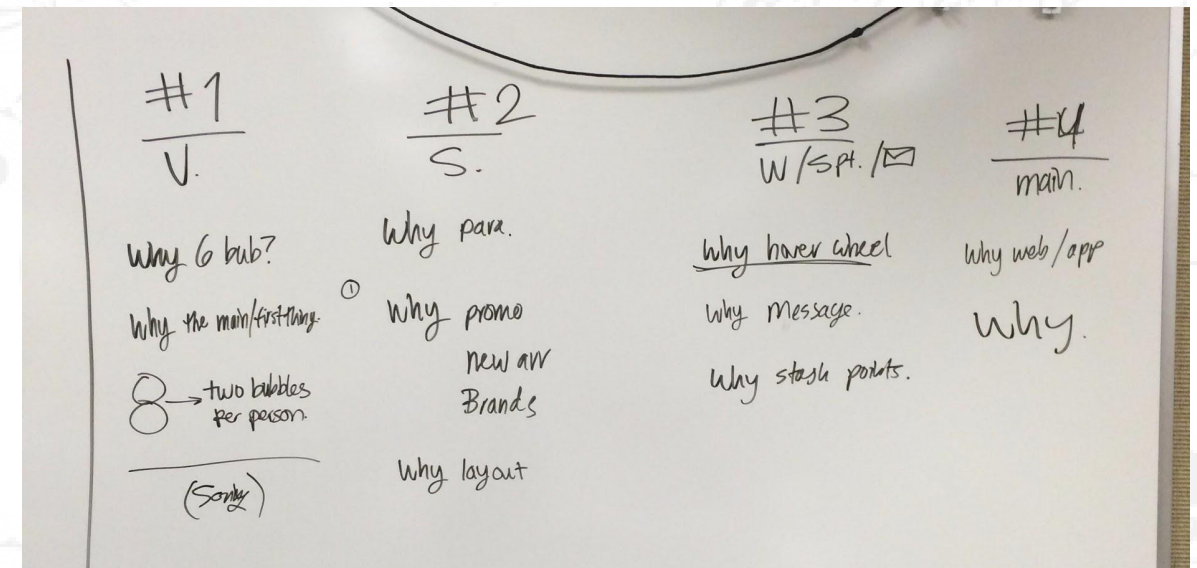 #1
V.
Why 6 bub?
Why the main/first thing.
two bubbles
per person.
#2
S.
Why para.
①
Why promo
new arr
Brands
Why layout
#3
W/Spt./
Why hover wheel
Why Message.
Why stash points.
#4
main.
Why web/app
Why.